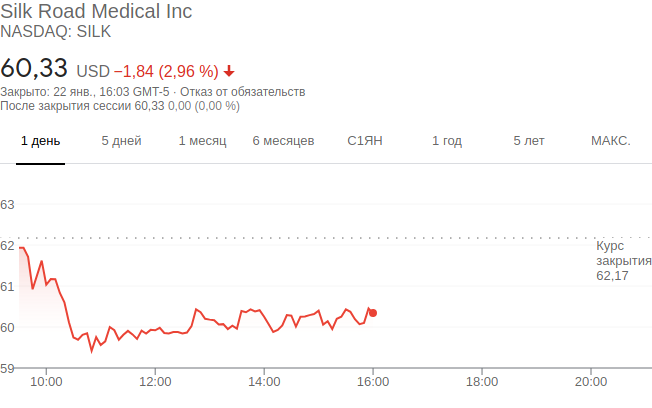 Silk Road Medical Inc
NASDAQ: SILK
60,33 USD −1,84 (2,96 %)
Закрыто: 22 янв., 16:03 GMT-5 · Отказ от обязательств
После закрытия сессии 60,33 0,00 (0,00 %)
1 день 5 дней 1 месяц 6 месяцев С1ЯН 1 год 5 лет МАКС.
63
62
61
60
59
Курс
закрытия
62,17
10:00 12:00 14:00 16:00 18:00 20:00